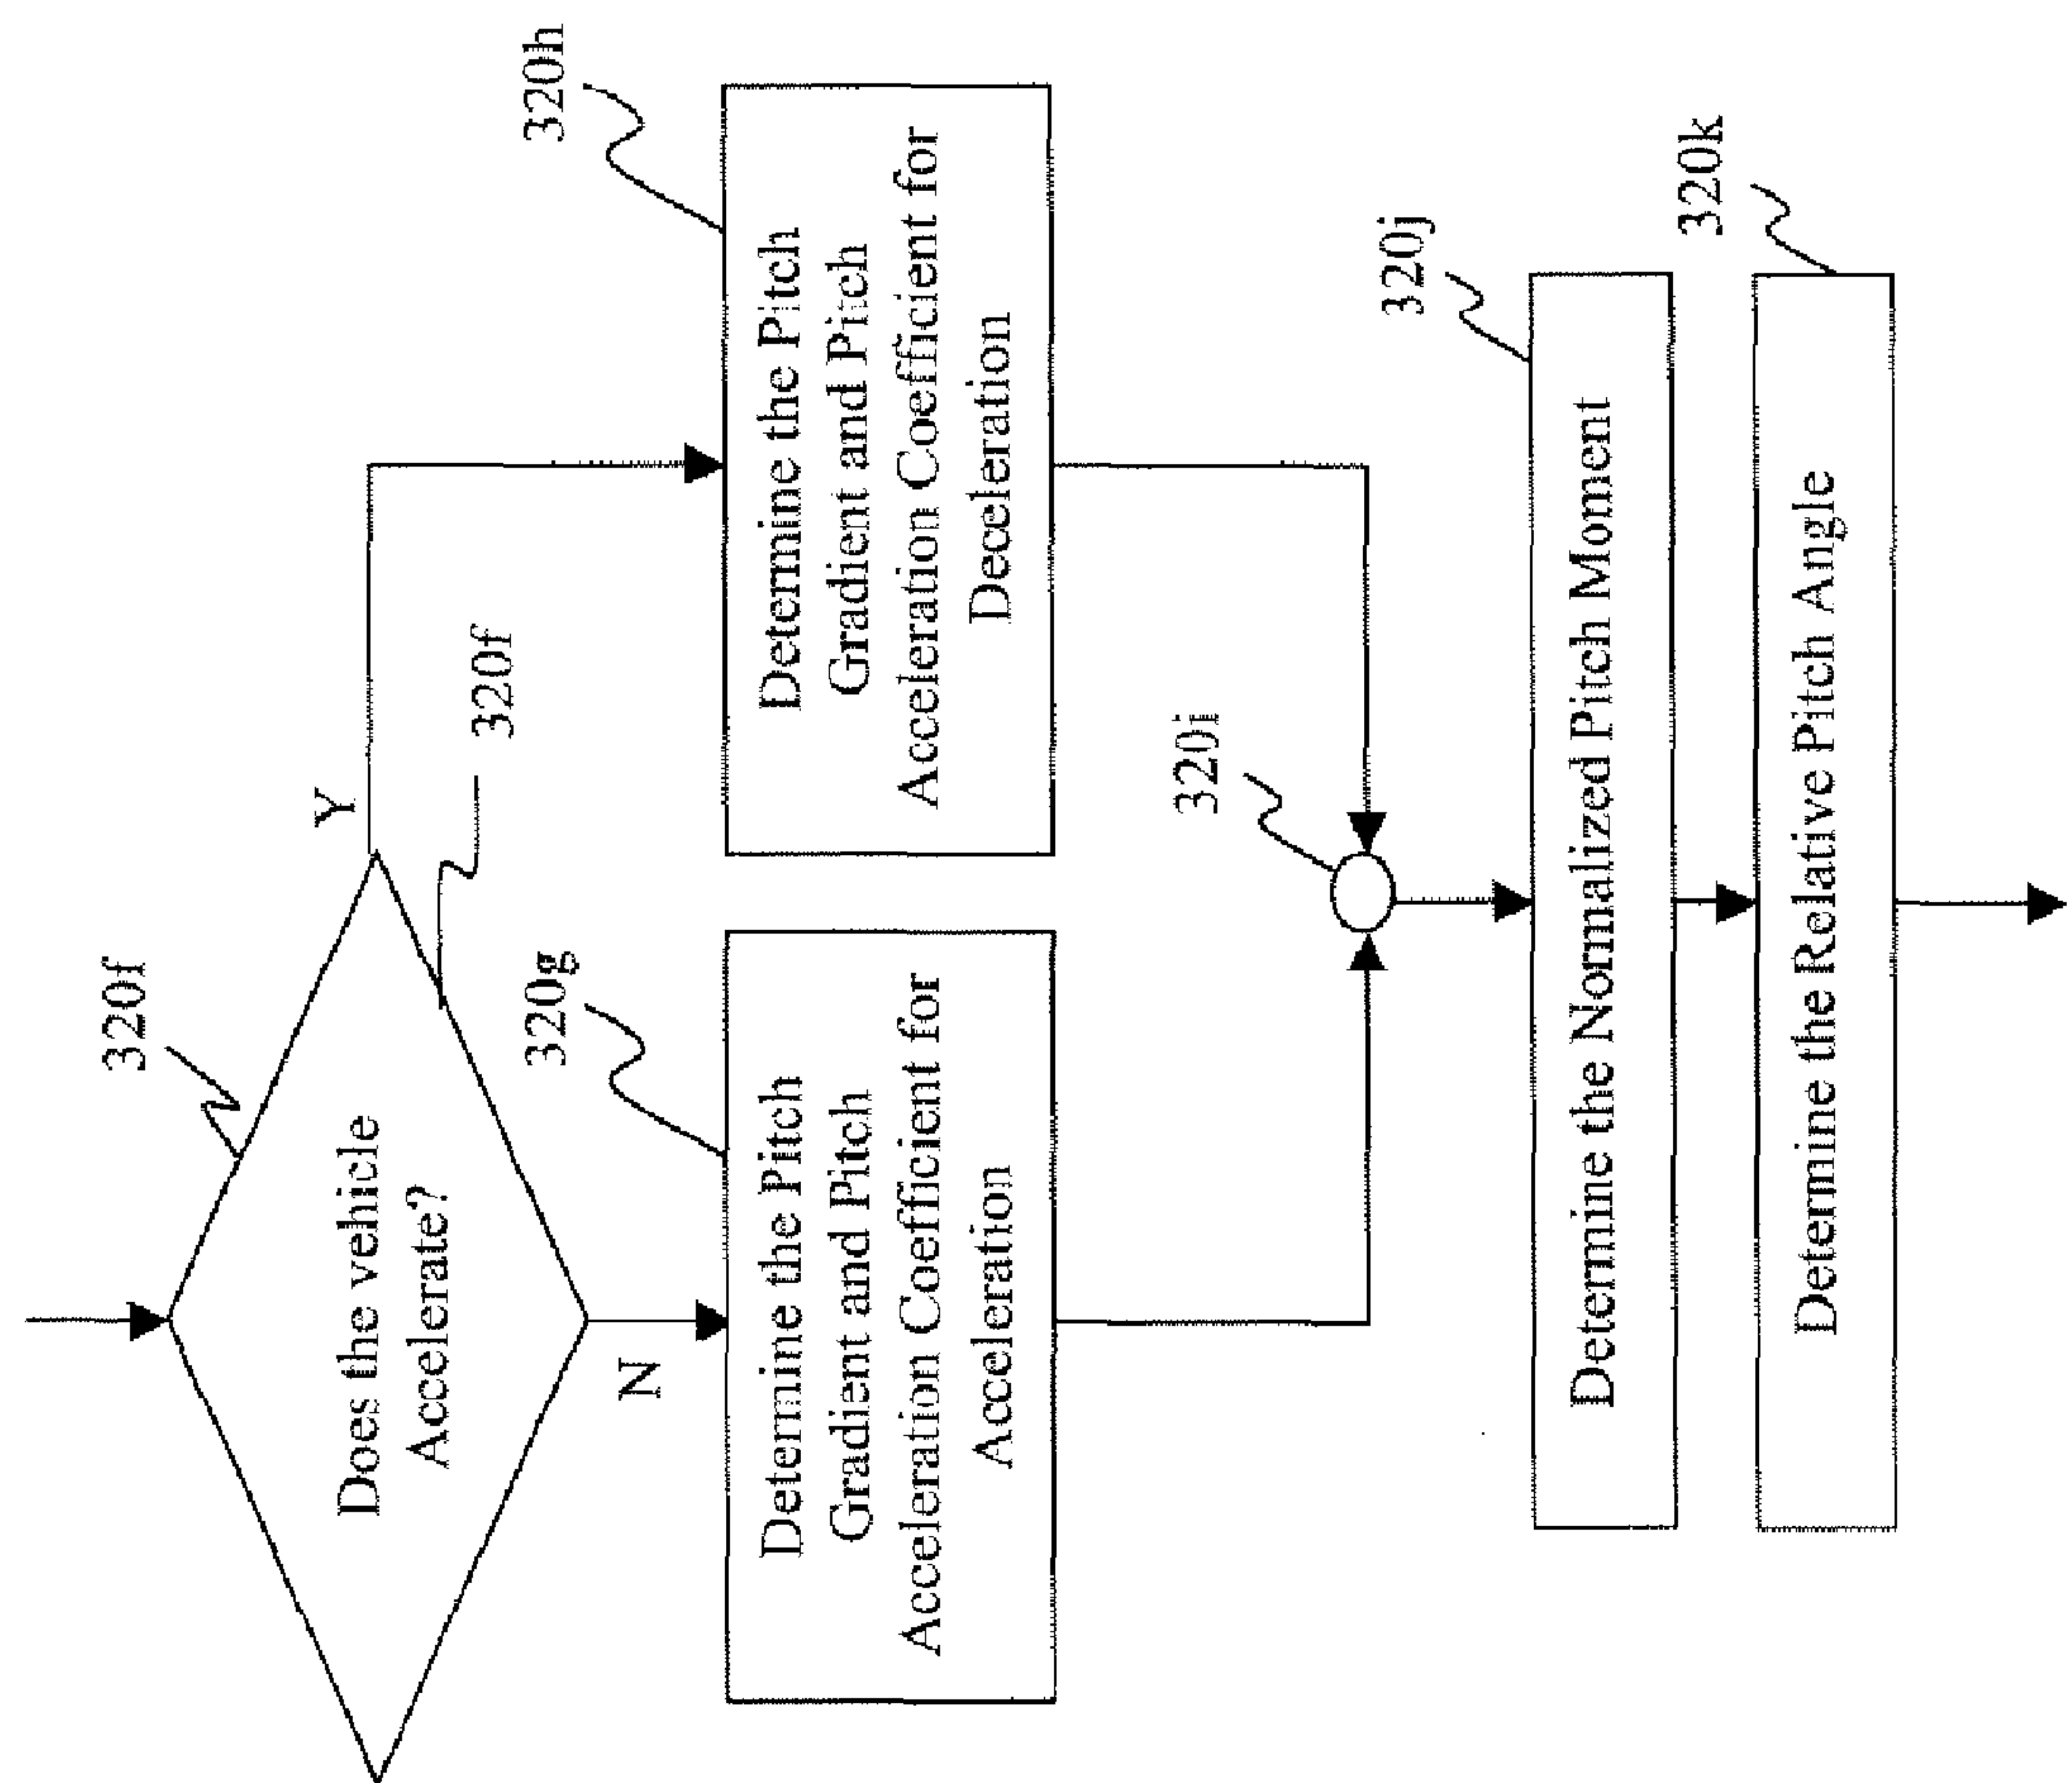 320f
Does the vehicle
Accelerate?
Y
320f
N
320g
Determine the Pitch
Gradient and Pitch
Acceleration Coefficient for
Acceleration
320h
Determine the Pitch
Gradient and Pitch
Acceleration Coefficient for
Deceleration
320i
320j
Determine the Nomalized Pitch Moment
320k
Determine the Relative Pitch Angle